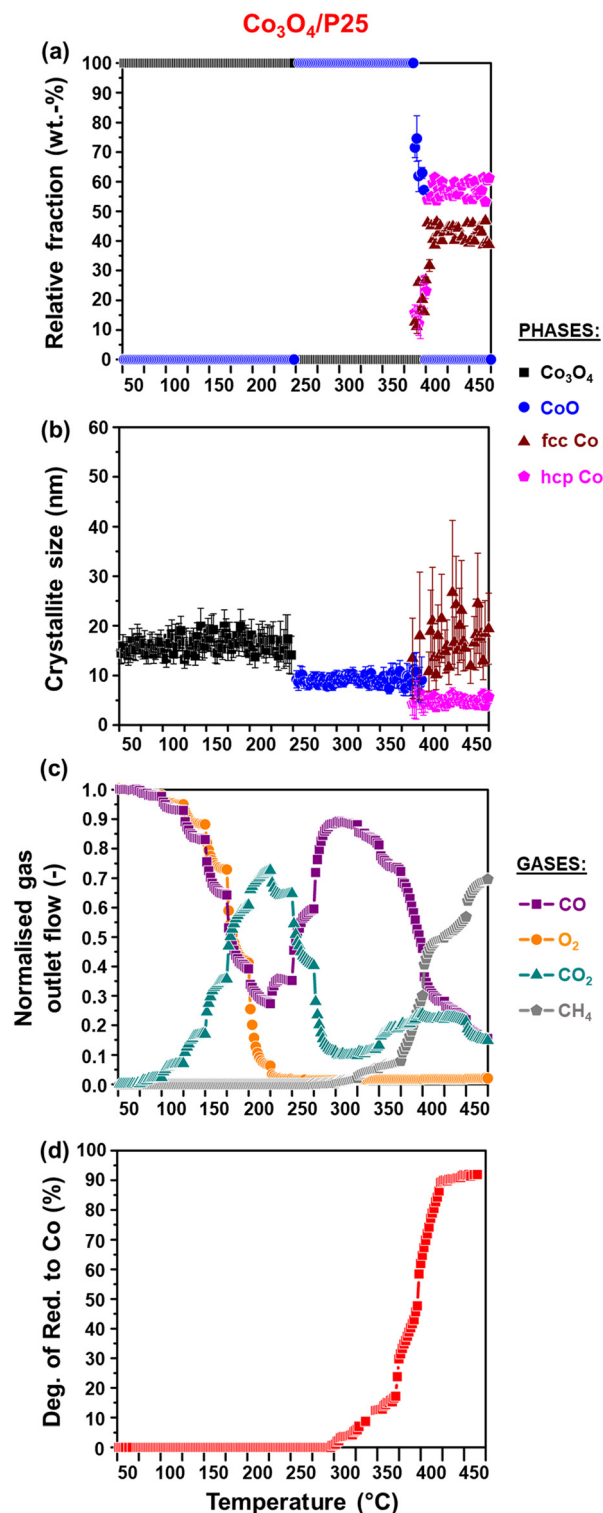 Co₃O₄/P25
(a)
Relative fraction (wt.-%)
100
90
80
70
60
50
40
30
20
10
0
50 100 150 200 250 300 350 400 450
PHASES:
Co₃O₄
CoO
fcc Co
hcp Co
(b)
Crystallite size (nm)
60
50
40
30
20
10
0
50 100 150 200 250 300 350 400 450
(c)
Normalised gas
outlet flow (-)
1.0
0.9
0.8
0.7
0.6
0.5
0.4
0.3
0.2
0.1
0.0
50 50 100 150 200 225 250 300 350 400 450
GASES:
CO
O₂
CO₂
CH₄
(d)
Deg. of Red. to Co (%)
100
90
80
70
60
50
40
30
20
10
0
50 50 100 150 200 225 250 300 350 400 450
Temperature (°C)